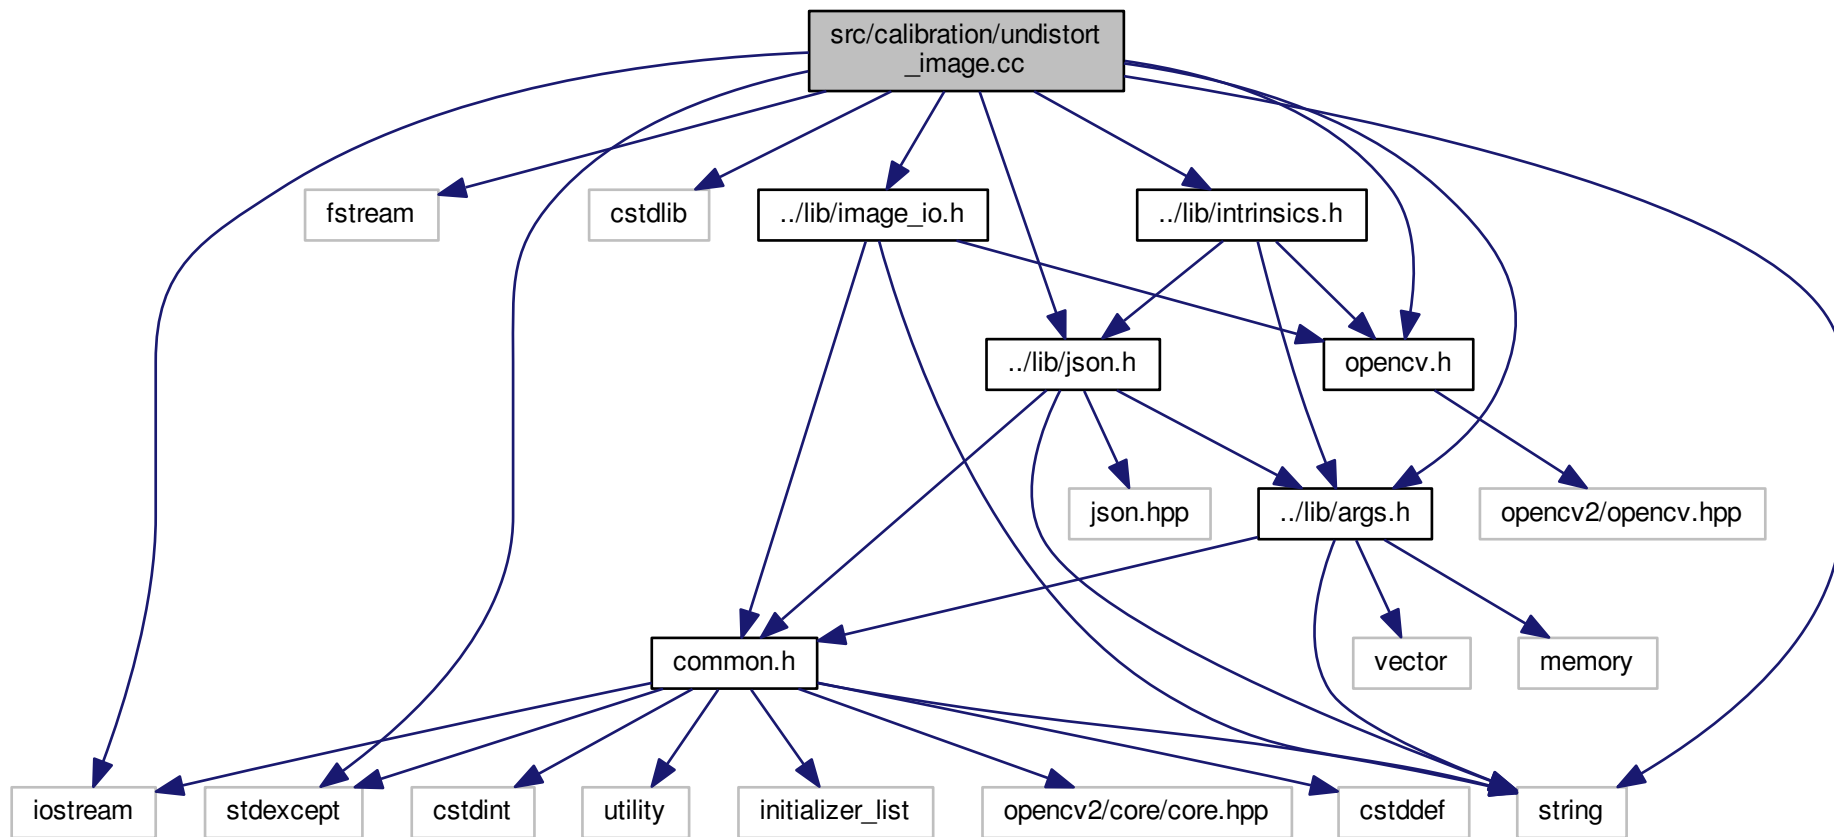 src/calibration/undistort
_image.cc
fstream
cstdlib
../lib/image_io.h
../lib/intrinsics.h
../lib/json.h
opencv.h
json.hpp
../lib/args.h
opencv2/opencv.hpp
common.h
vector
memory
iostream
stdexcept
cstdint
utility
initializer_list
opencv2/core/core.hpp
cstddef
string